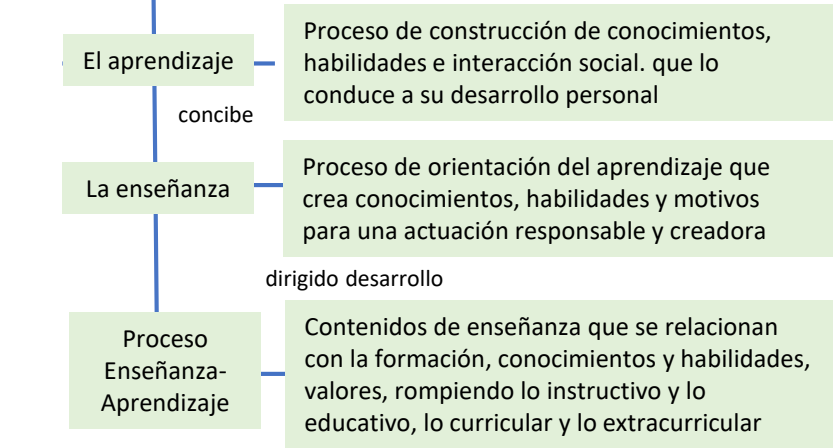 El aprendizaje
Proceso de construcción de conocimientos,
habilidades e interacción social. que lo
conduce a su desarrollo personal
concibe
La enseñanza
Proceso de orientación del aprendizaje que
crea conocimientos, habilidades y motivos
para una actuación responsable y creadora
dirigido desarrollo
Proceso
Enseñanza-
Aprendizaje
Contenidos de enseñanza que se relacionan
con la formación, conocimientos y habilidades,
valores, rompiendo lo instructivo y lo
educativo, lo curricular y lo extracurricular